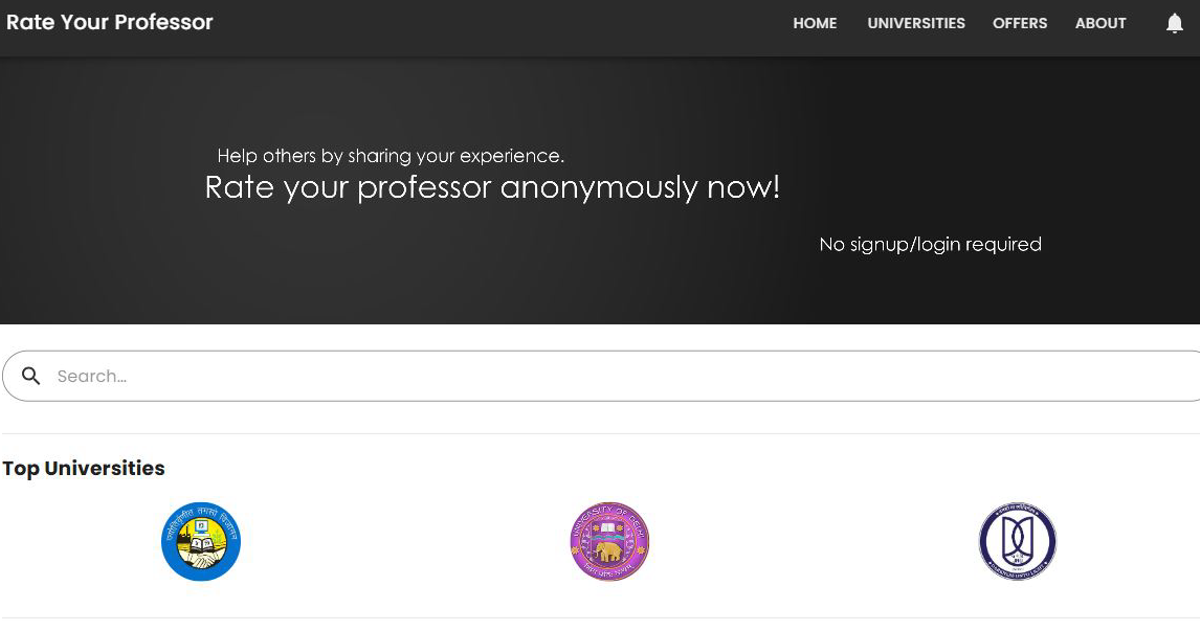 Rate Your Professor
HOME UNIVERSITIES OFFERS ABOUT
Help others by sharing your experience.
Rate your professor anonymously now!
No signup/login required
Search...
Top Universities
UNIVERSITY OF DELHI